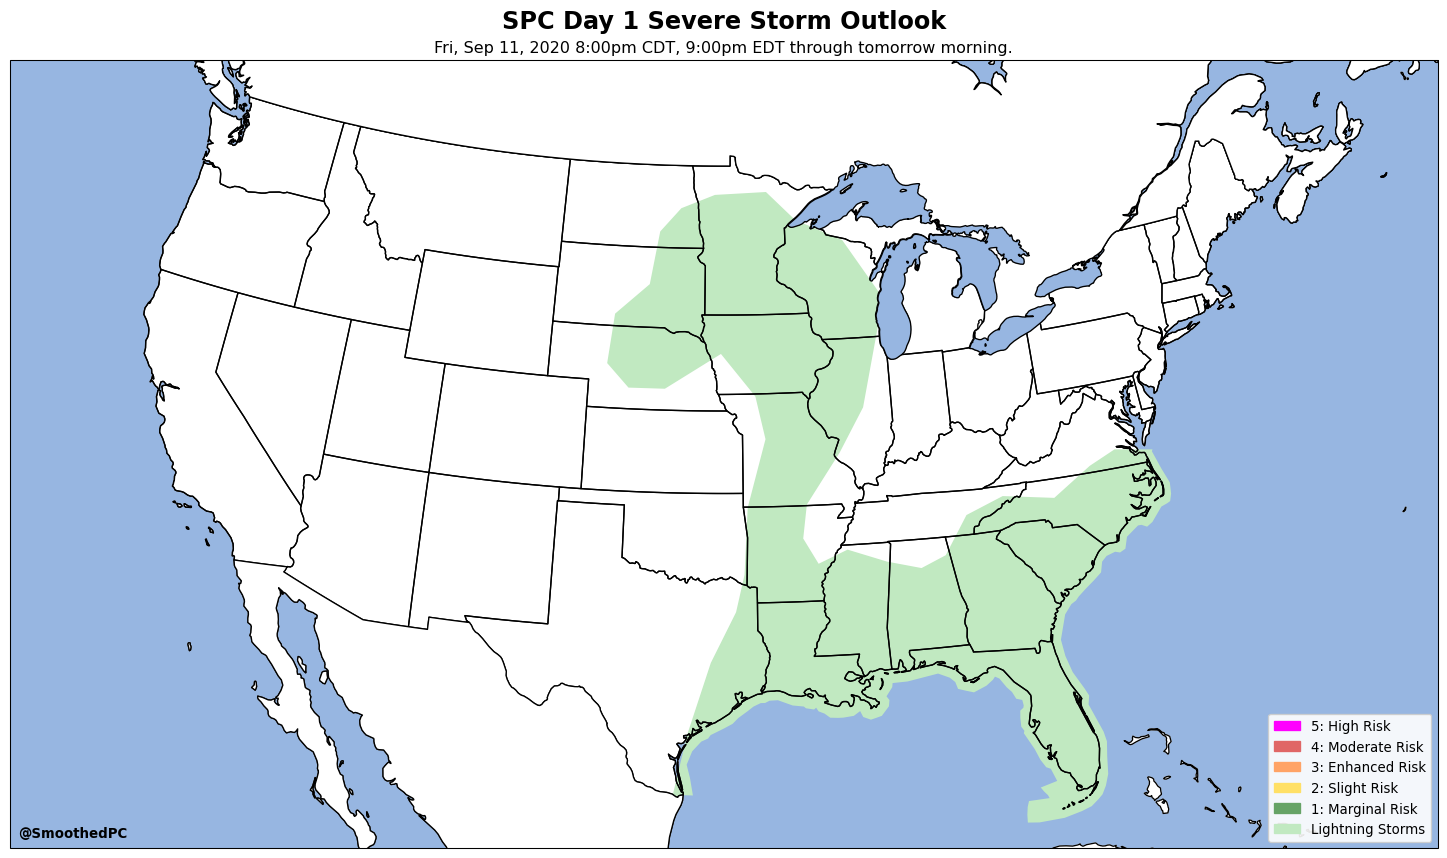 SPC Day 1 Severe Storm Outlook
Fri, Sep 11, 2020 8:00pm CDT, 9:00pm EDT through tomorrow morning.
5: High Risk
4: Moderate Risk
3: Enhanced Risk
2: Slight Risk
1: Marginal Risk
Lightning Storms
@SmoothedPC